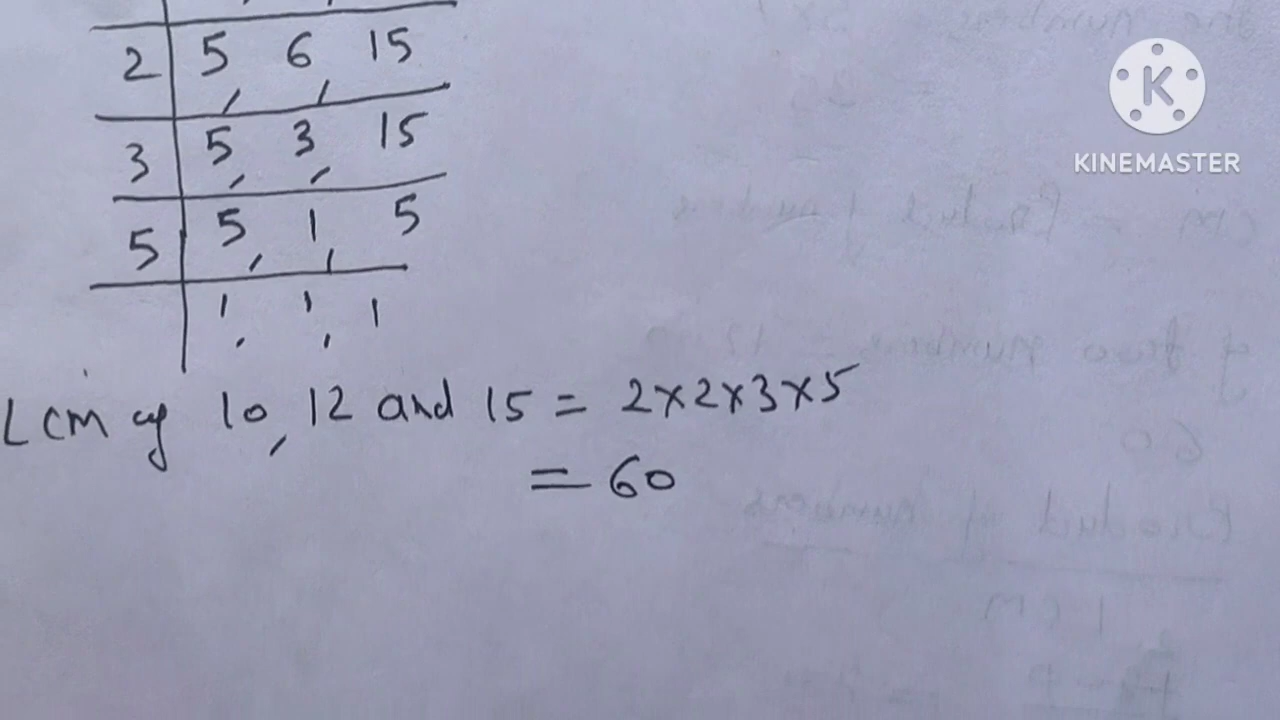 2 5, 6, 15
3 5, 3, 15
5 5, 1, 5
1, 1, 1
LCM of 10, 12 and 15 = 2×2×3×5
= 60
K
KINEMASTER